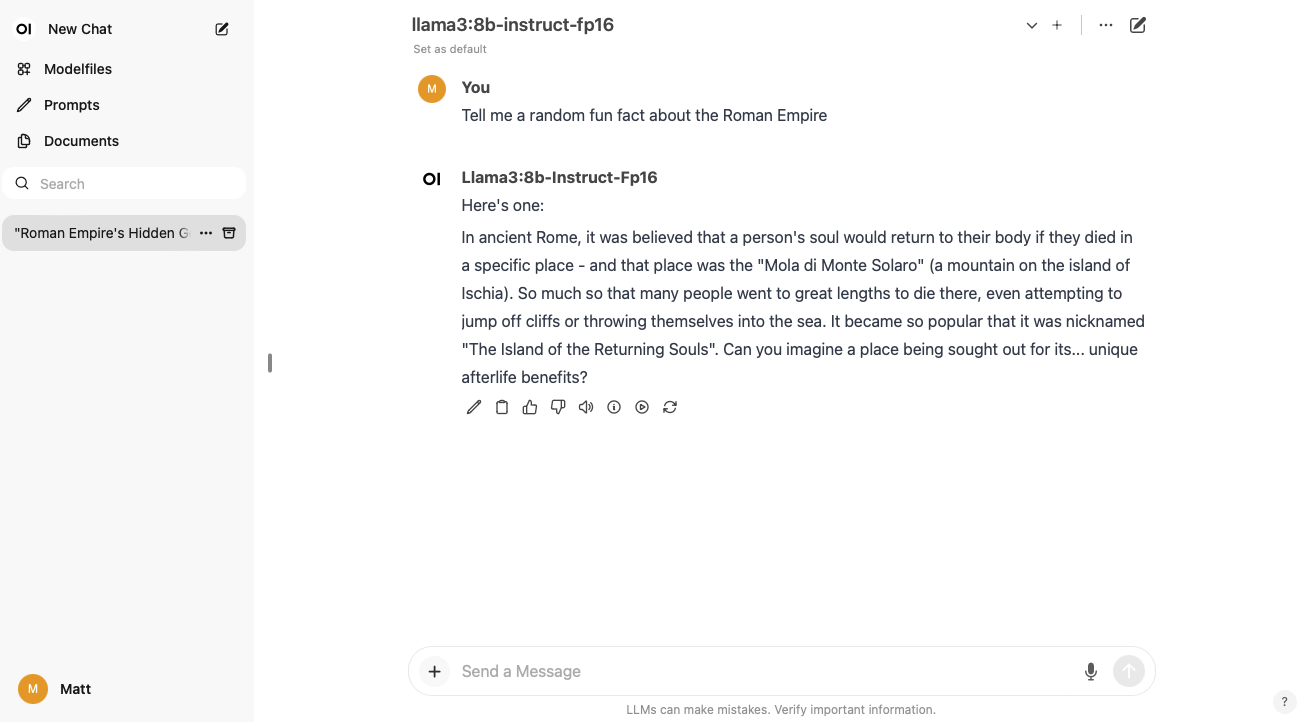 OI New Chat
Modelfiles
Prompts
Documents
Search
"Roman Empire's Hidden G
M Matt
llama3:8b-instruct-fp16
Set as default
M You
Tell me a random fun fact about the Roman Empire
OI Llama3:8b-Instruct-Fp16
Here's one:
In ancient Rome, it was believed that a person's soul would return to their body if they died in
a specific place - and that place was the "Mola di Monte Solaro" (a mountain on the island of
Ischia). So much so that many people went to great lengths to die there, even attempting to
jump off cliffs or throwing themselves into the sea. It became so popular that it was nicknamed
"The Island of the Returning Souls". Can you imagine a place being sought out for its... unique
afterlife benefits?
Send a Message
LLMs can make mistakes. Verify important information.
?